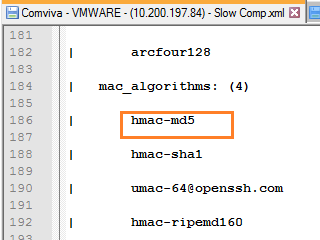 Comviva - VMWARE - (10.200.197.84) - Slow Comp.xml
181
182 | arcfour128
183
184 | mac_algorithms: (4)
185
186 | hmac-md5
187
188 | hmac-sha1
189
190 | umac-64@openssh.com
191
192 | hmac-ripemd160